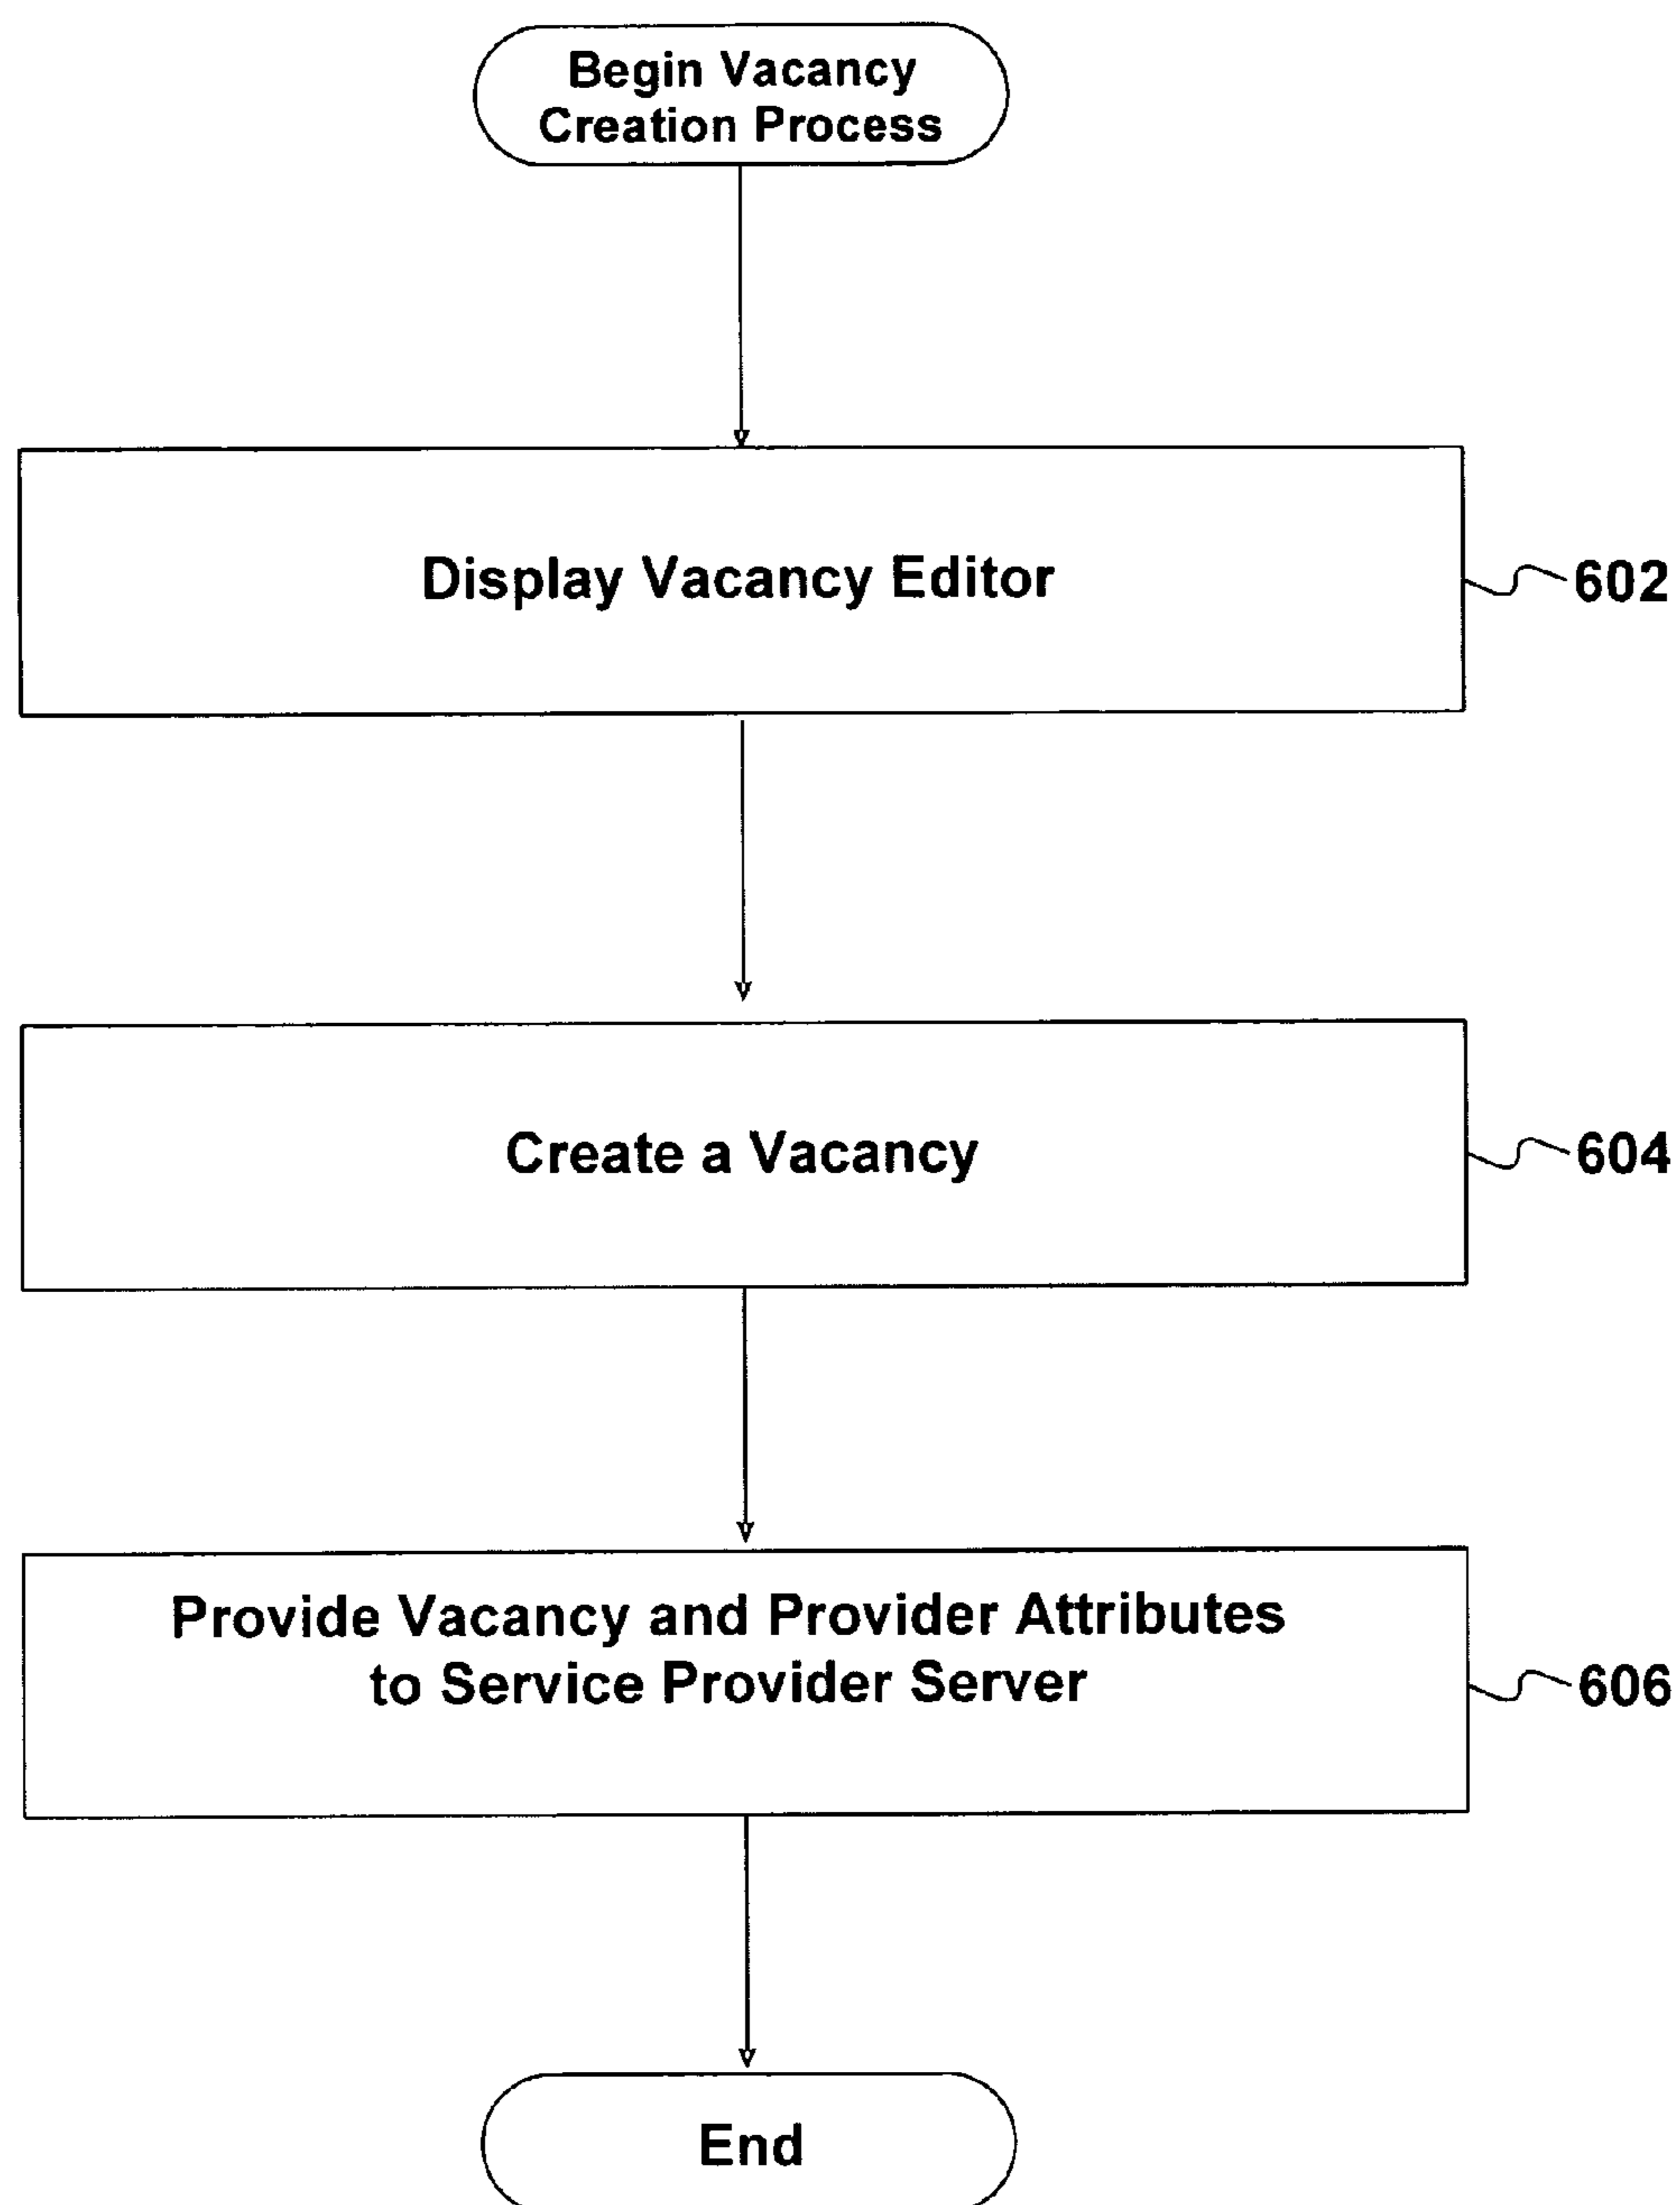 Begin Vacancy
Creation Process
Display Vacancy Editor
602
Create a Vacancy
604
Provide Vacancy and Provider Attributes
to Service Provider Server
606
End